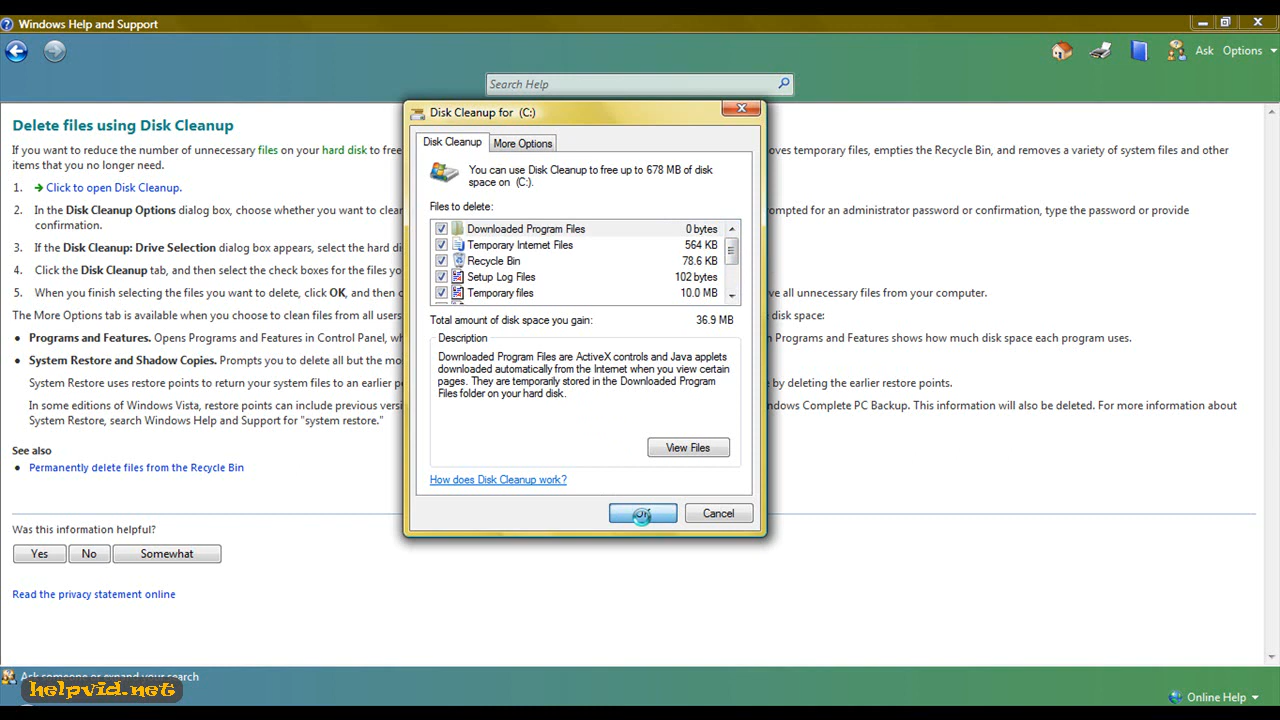 Windows Help and Support
Ask Options
Search Help
Delete files using Disk Cleanup
If you want to reduce the number of unnecessary files on your hard disk to free
oves temporary files, empties the Recycle Bin, and removes a variety of system files and other
items that you no longer need.
1. Click to open Disk Cleanup.
2. In the Disk Cleanup Options dialog box, choose whether you want to clea
mpted for an administrator password or confirmation, type the password or provide
confirmation.
3. If the Disk Cleanup: Drive Selection dialog box appears, select the hard di
4. Click the Disk Cleanup tab, and then select the check boxes for the files yo
5. When you finish selecting the files you want to delete, click OK, and then c
ve all unnecessary files from your computer.
The More Options tab is available when you choose to clean files from all users
disk space:
• Programs and Features. Opens Programs and Features in Control Panel, wh
n Programs and Features shows how much disk space each program uses.
• System Restore and Shadow Copies. Prompts you to delete all but the mo
System Restore uses restore points to return your system files to an earlier p
e by deleting the earlier restore points.
In some editions of Windows Vista, restore points can include previous vers
ndows Complete PC Backup. This information will also be deleted. For more information about
System Restore, search Windows Help and Support for "system restore."
See also
• Permanently delete files from the Recycle Bin
Was this information helpful?
Yes No Somewhat
Read the privacy statement online
Disk Cleanup for (C:)
Disk Cleanup More Options
You can use Disk Cleanup to free up to 678 MB of disk
space on (C:).
Files to delete:
Downloaded Program Files 0 bytes
Temporary Internet Files 564 KB
Recycle Bin 78.6 KB
Setup Log Files 102 bytes
Temporary files 10.0 MB
Total amount of disk space you gain: 36.9 MB
Description
Downloaded Program Files are ActiveX controls and Java applets
downloaded automatically from the Internet when you view certain
pages. They are temporarily stored in the Downloaded Program
Files folder on your hard disk.
View Files
How does Disk Cleanup work?
Cancel
Ask someone or expand your search
helpvid.net
Online Help